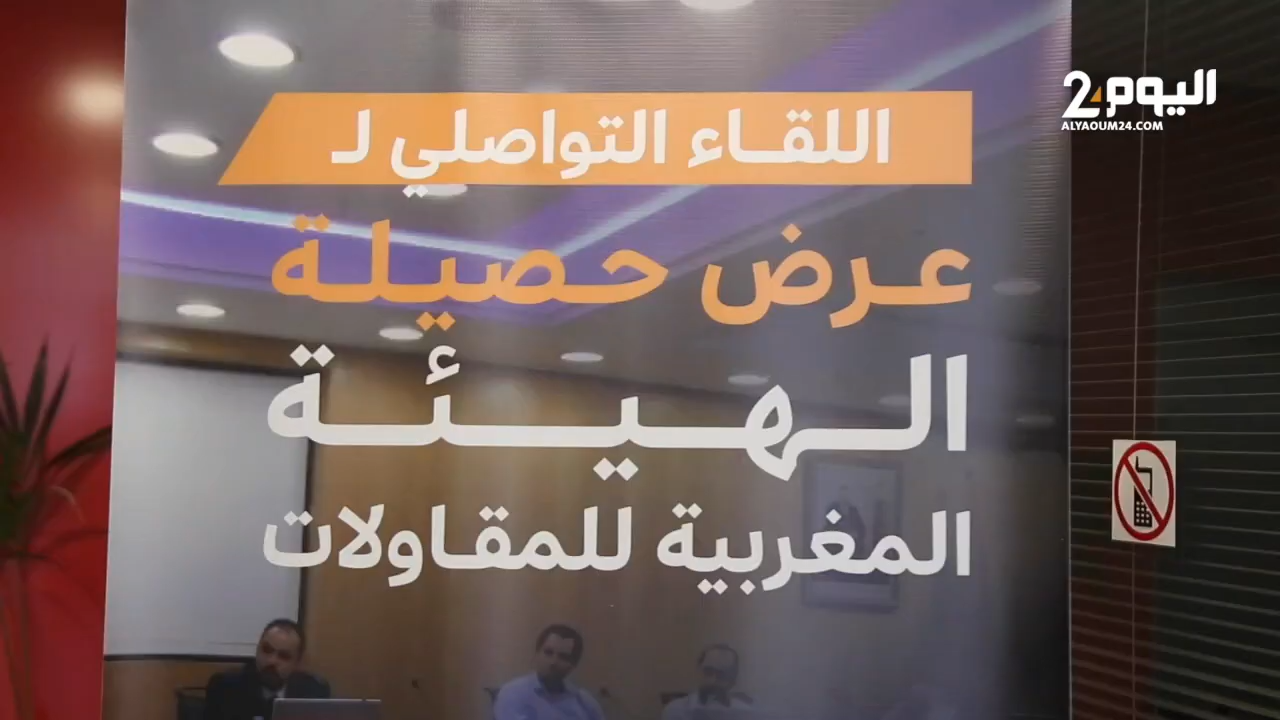 اليوم24
ALYAOUM24.COM
اللقاء التواصلي لـ
عرض حصيلة
الهيئة
المغربية للمقاولات